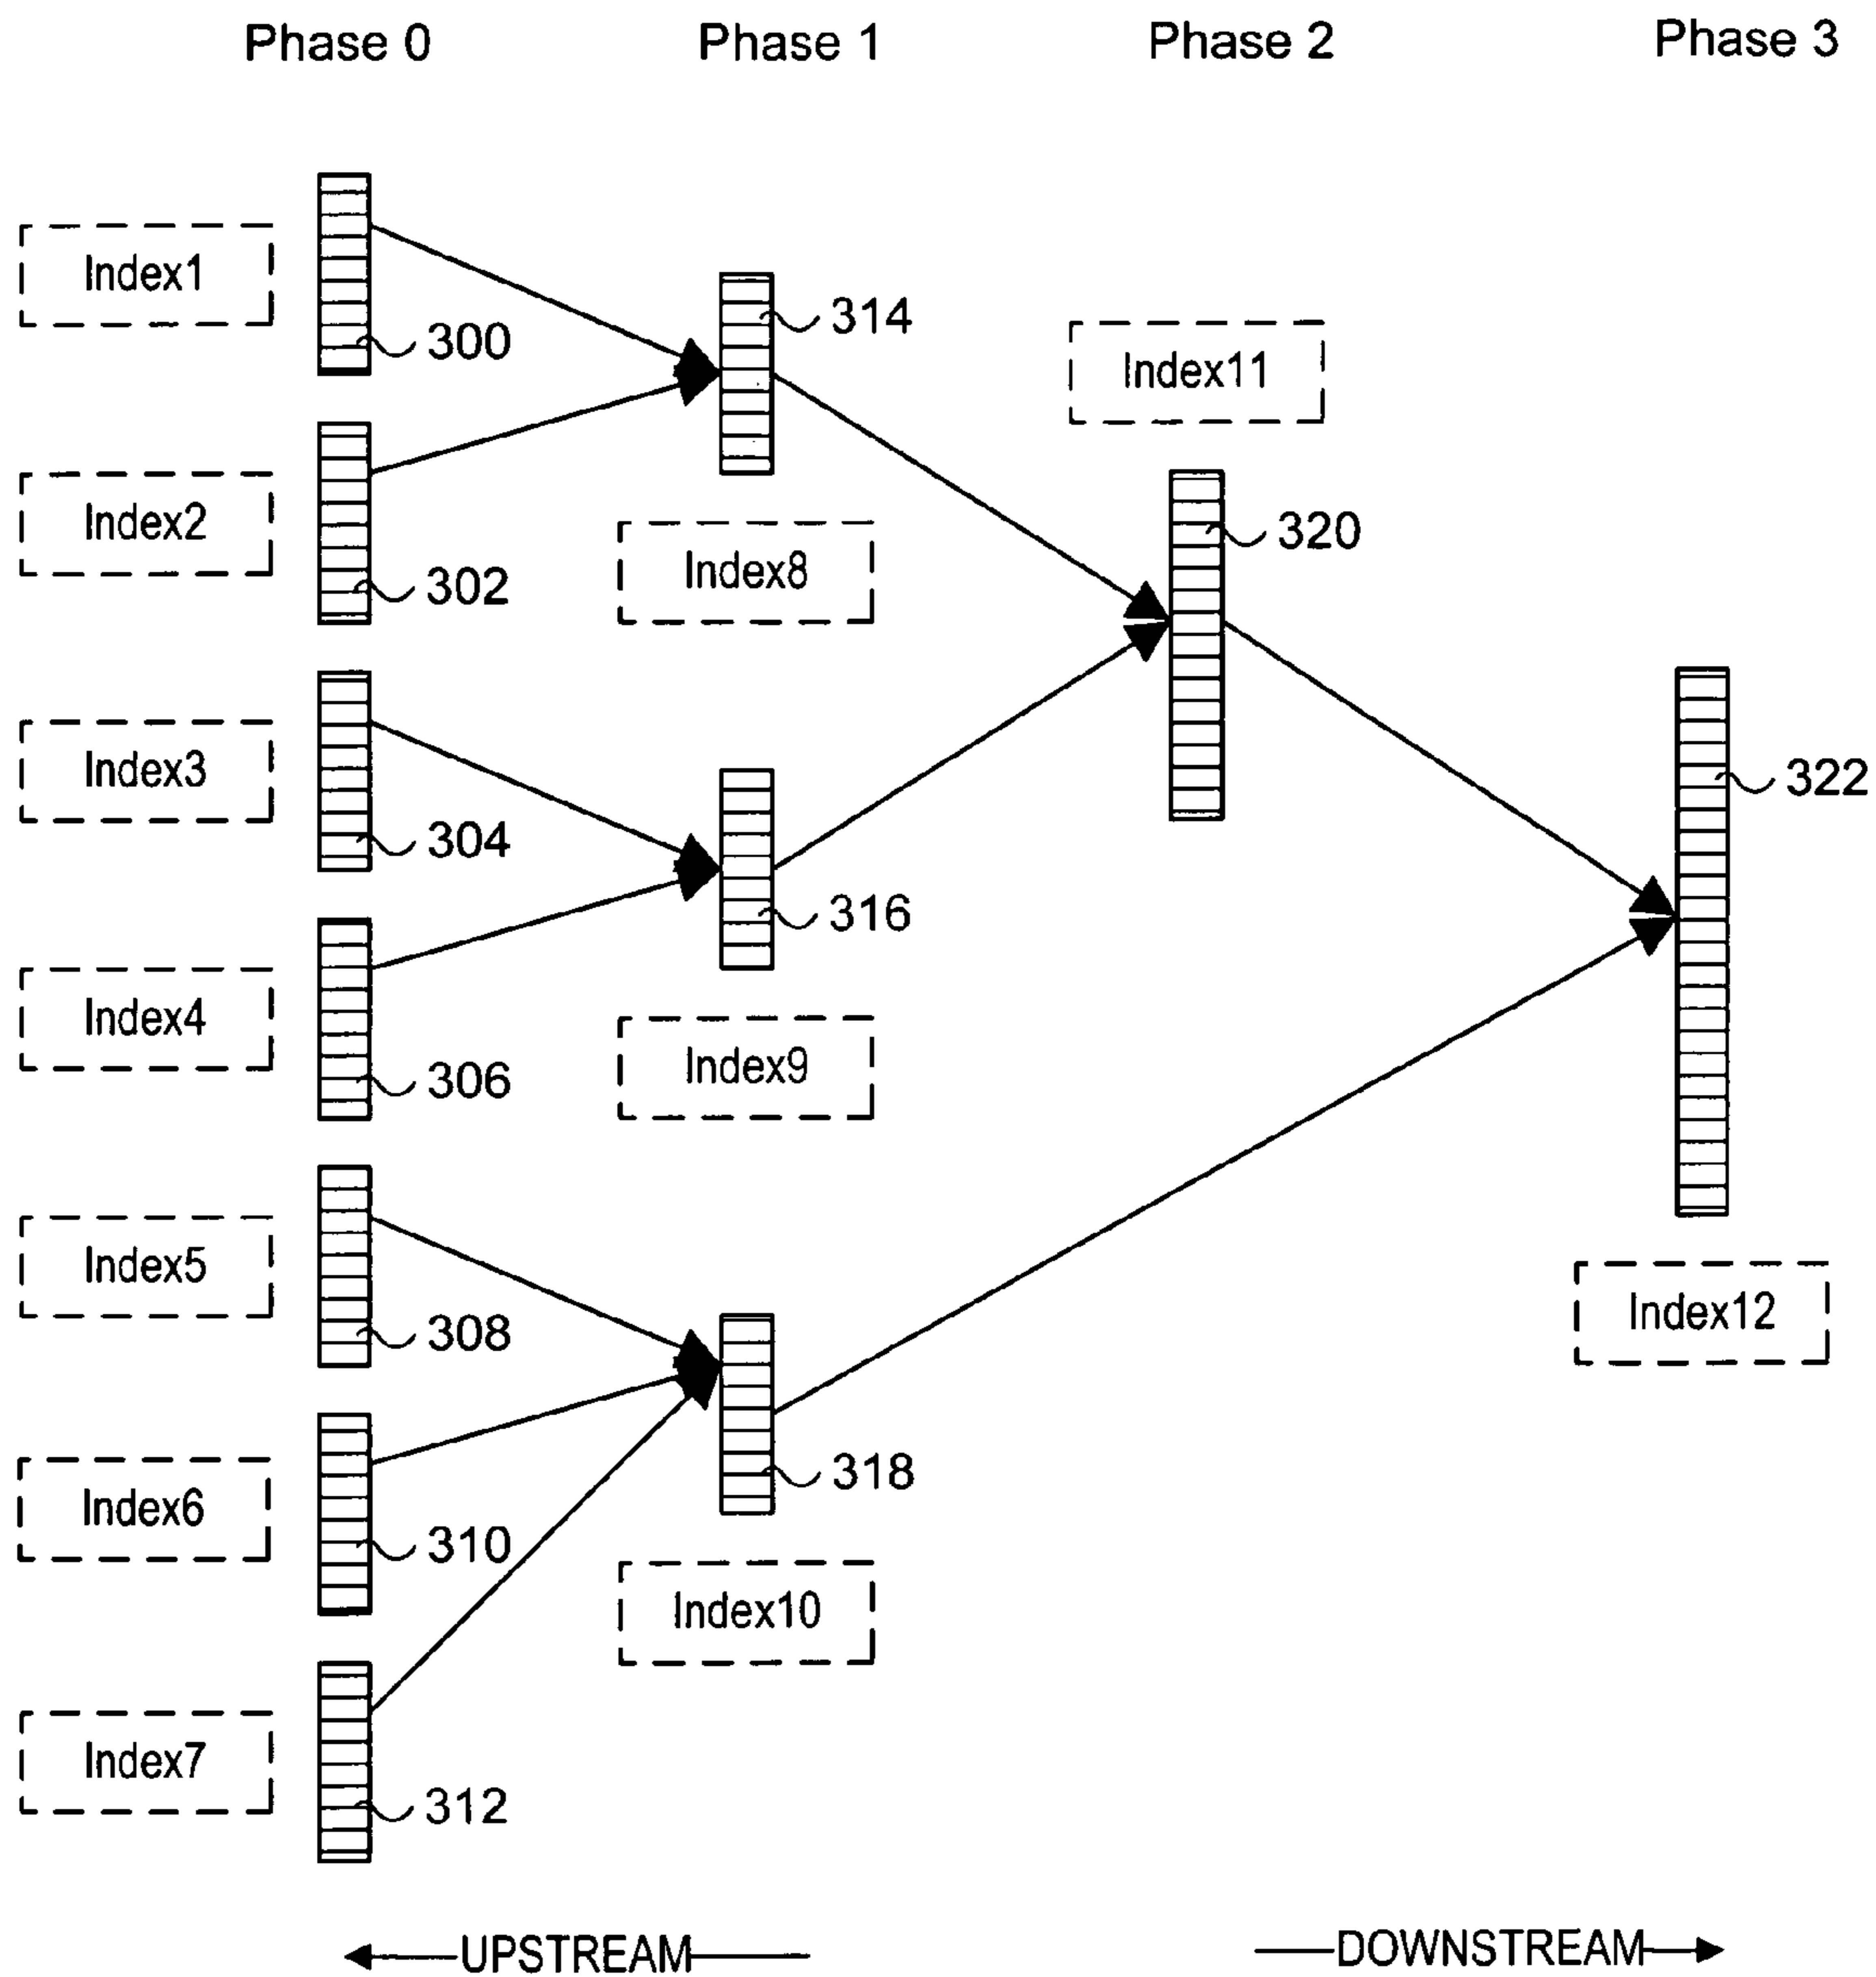 Phase 0 Phase 1 Phase 2 Phase 3
Index1
300
314
Index11
Index2
302
Index8
320
Index3
304
322
316
Index4
306
Index9
Index5
308
Index12
318
Index6
310
Index10
Index7
312
UPSTREAM DOWNSTREAM